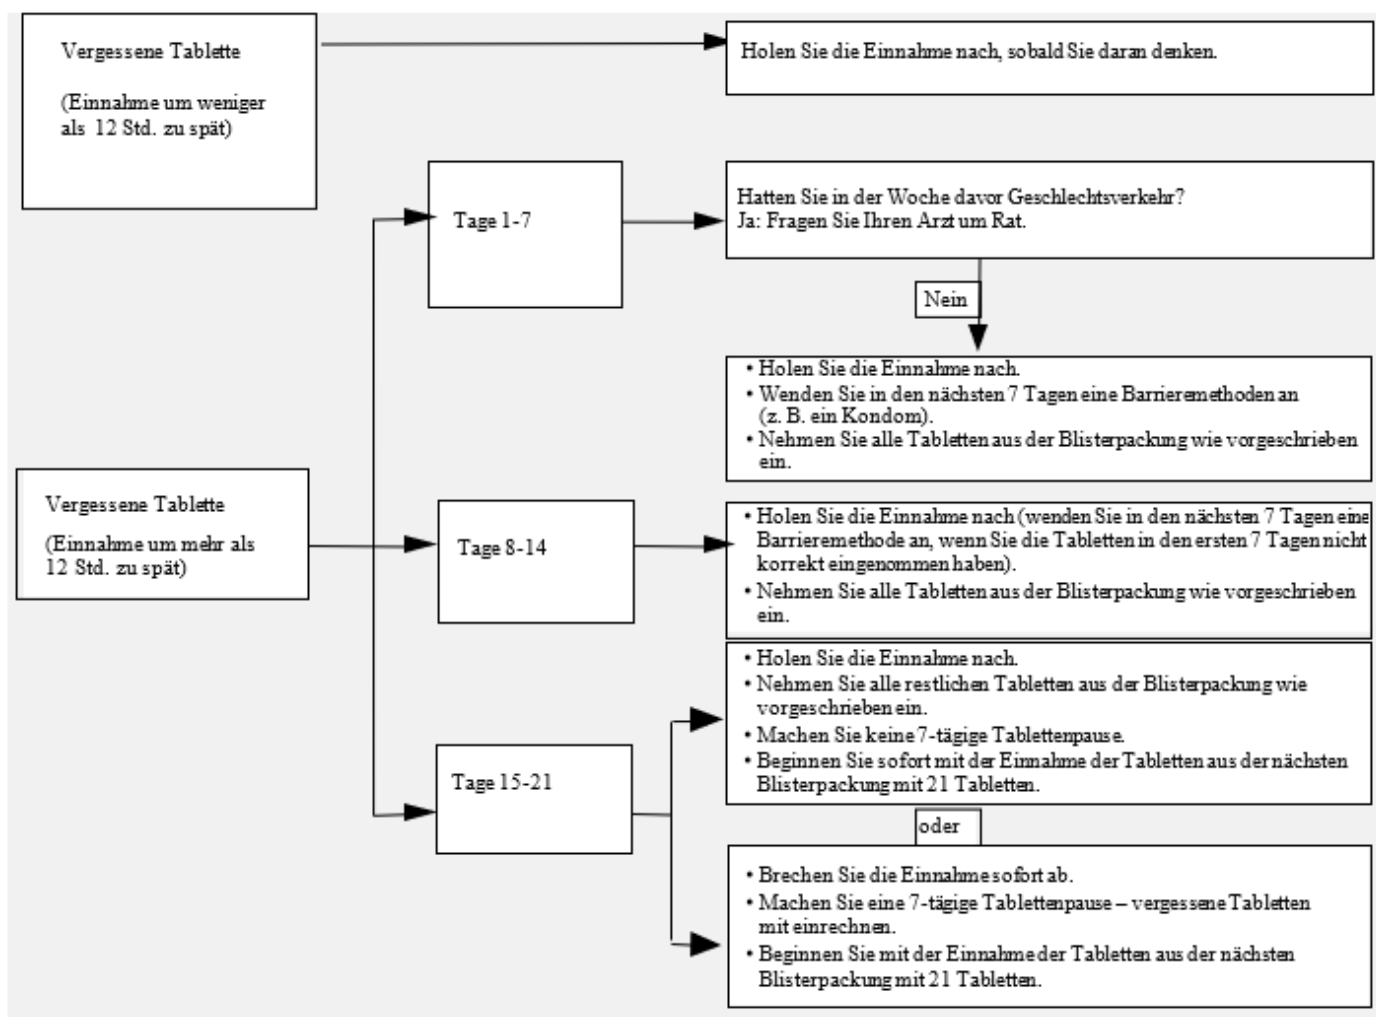 Vergessene Tablette
(Einnahme um weniger
als 12 Std. zu spät)
Holen Sie die Einnahme nach, sobald Sie daran denken.
Tage 1-7
Hatten Sie in der Woche davor Geschlechtsverkehr?
Ja: Fragen Sie Ihren Arzt um Rat.
Nein
• Holen Sie die Einnahme nach.
• Wenden Sie in den nächsten 7 Tagen eine Barrieremethoden an
(z. B. ein Kondom).
• Nehmen Sie alle Tabletten aus der Blisterpackung wie vorgeschrieben
ein.
Vergessene Tablette
(Einnahme um mehr als
12 Std. zu spät)
Tage 8-14
• Holen Sie die Einnahme nach (wenden Sie in den nächsten 7 Tagen eine
Barrieremethode an, wenn Sie die Tabletten in den ersten 7 Tagen nicht
korrekt eingenommen haben).
• Nehmen Sie alle Tabletten aus der Blisterpackung wie vorgeschrieben
ein.
Tage 15-21
• Holen Sie die Einnahme nach.
• Nehmen Sie alle restlichen Tabletten aus der Blisterpackung wie
vorgeschrieben ein.
• Machen Sie keine 7-tägige Tablettenpause.
• Beginnen Sie sofort mit der Einnahme der Tabletten aus der nächsten
Blisterpackung mit 21 Tabletten.
oder
• Brechen Sie die Einnahme sofort ab.
• Machen Sie eine 7-tägige Tablettenpause – vergessene Tabletten
mit einrechnen.
• Beginnen Sie mit der Einnahme der Tabletten aus der nächsten
Blisterpackung mit 21 Tabletten.